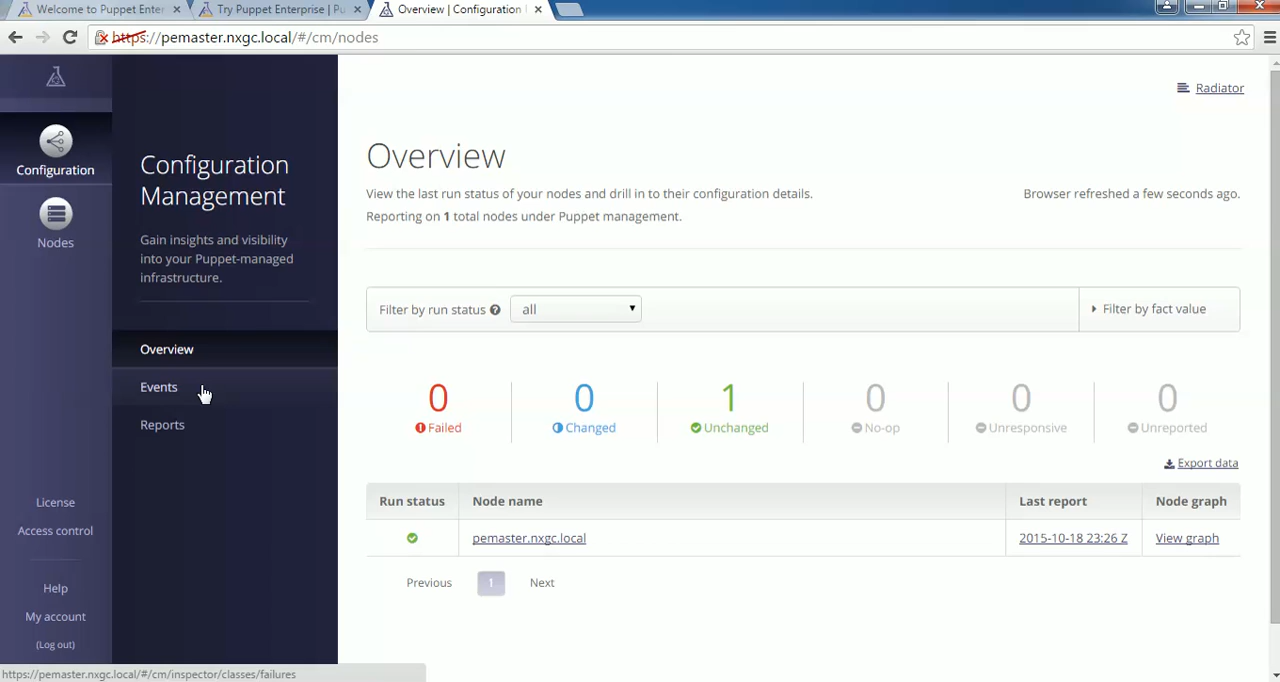 Welcome to Puppet Enter
Try Puppet Enterprise | Pu
Overview | Configuration
https://pemaster.nxgc.local/#/cm/nodes
Radiator
Configuration
Nodes
License
Access control
Help
My account
(Log out)
Configuration
Management
Gain insights and visibility
into your Puppet-managed
infrastructure.
Overview
Events
Reports
Overview
View the last run status of your nodes and drill in to their configuration details.
Browser refreshed a few seconds ago.
Reporting on 1 total nodes under Puppet management.
Filter by run status all
Filter by fact value
0 0 1 0 0 0
Failed Changed Unchanged No-op Unresponsive Unreported
Export data
Run status Node name Last report Node graph
pemaster.nxgc.local 2015-10-18 23:26 Z View graph
Previous 1 Next
https://pemaster.nxgc.local/#/cm/inspector/classes/failures